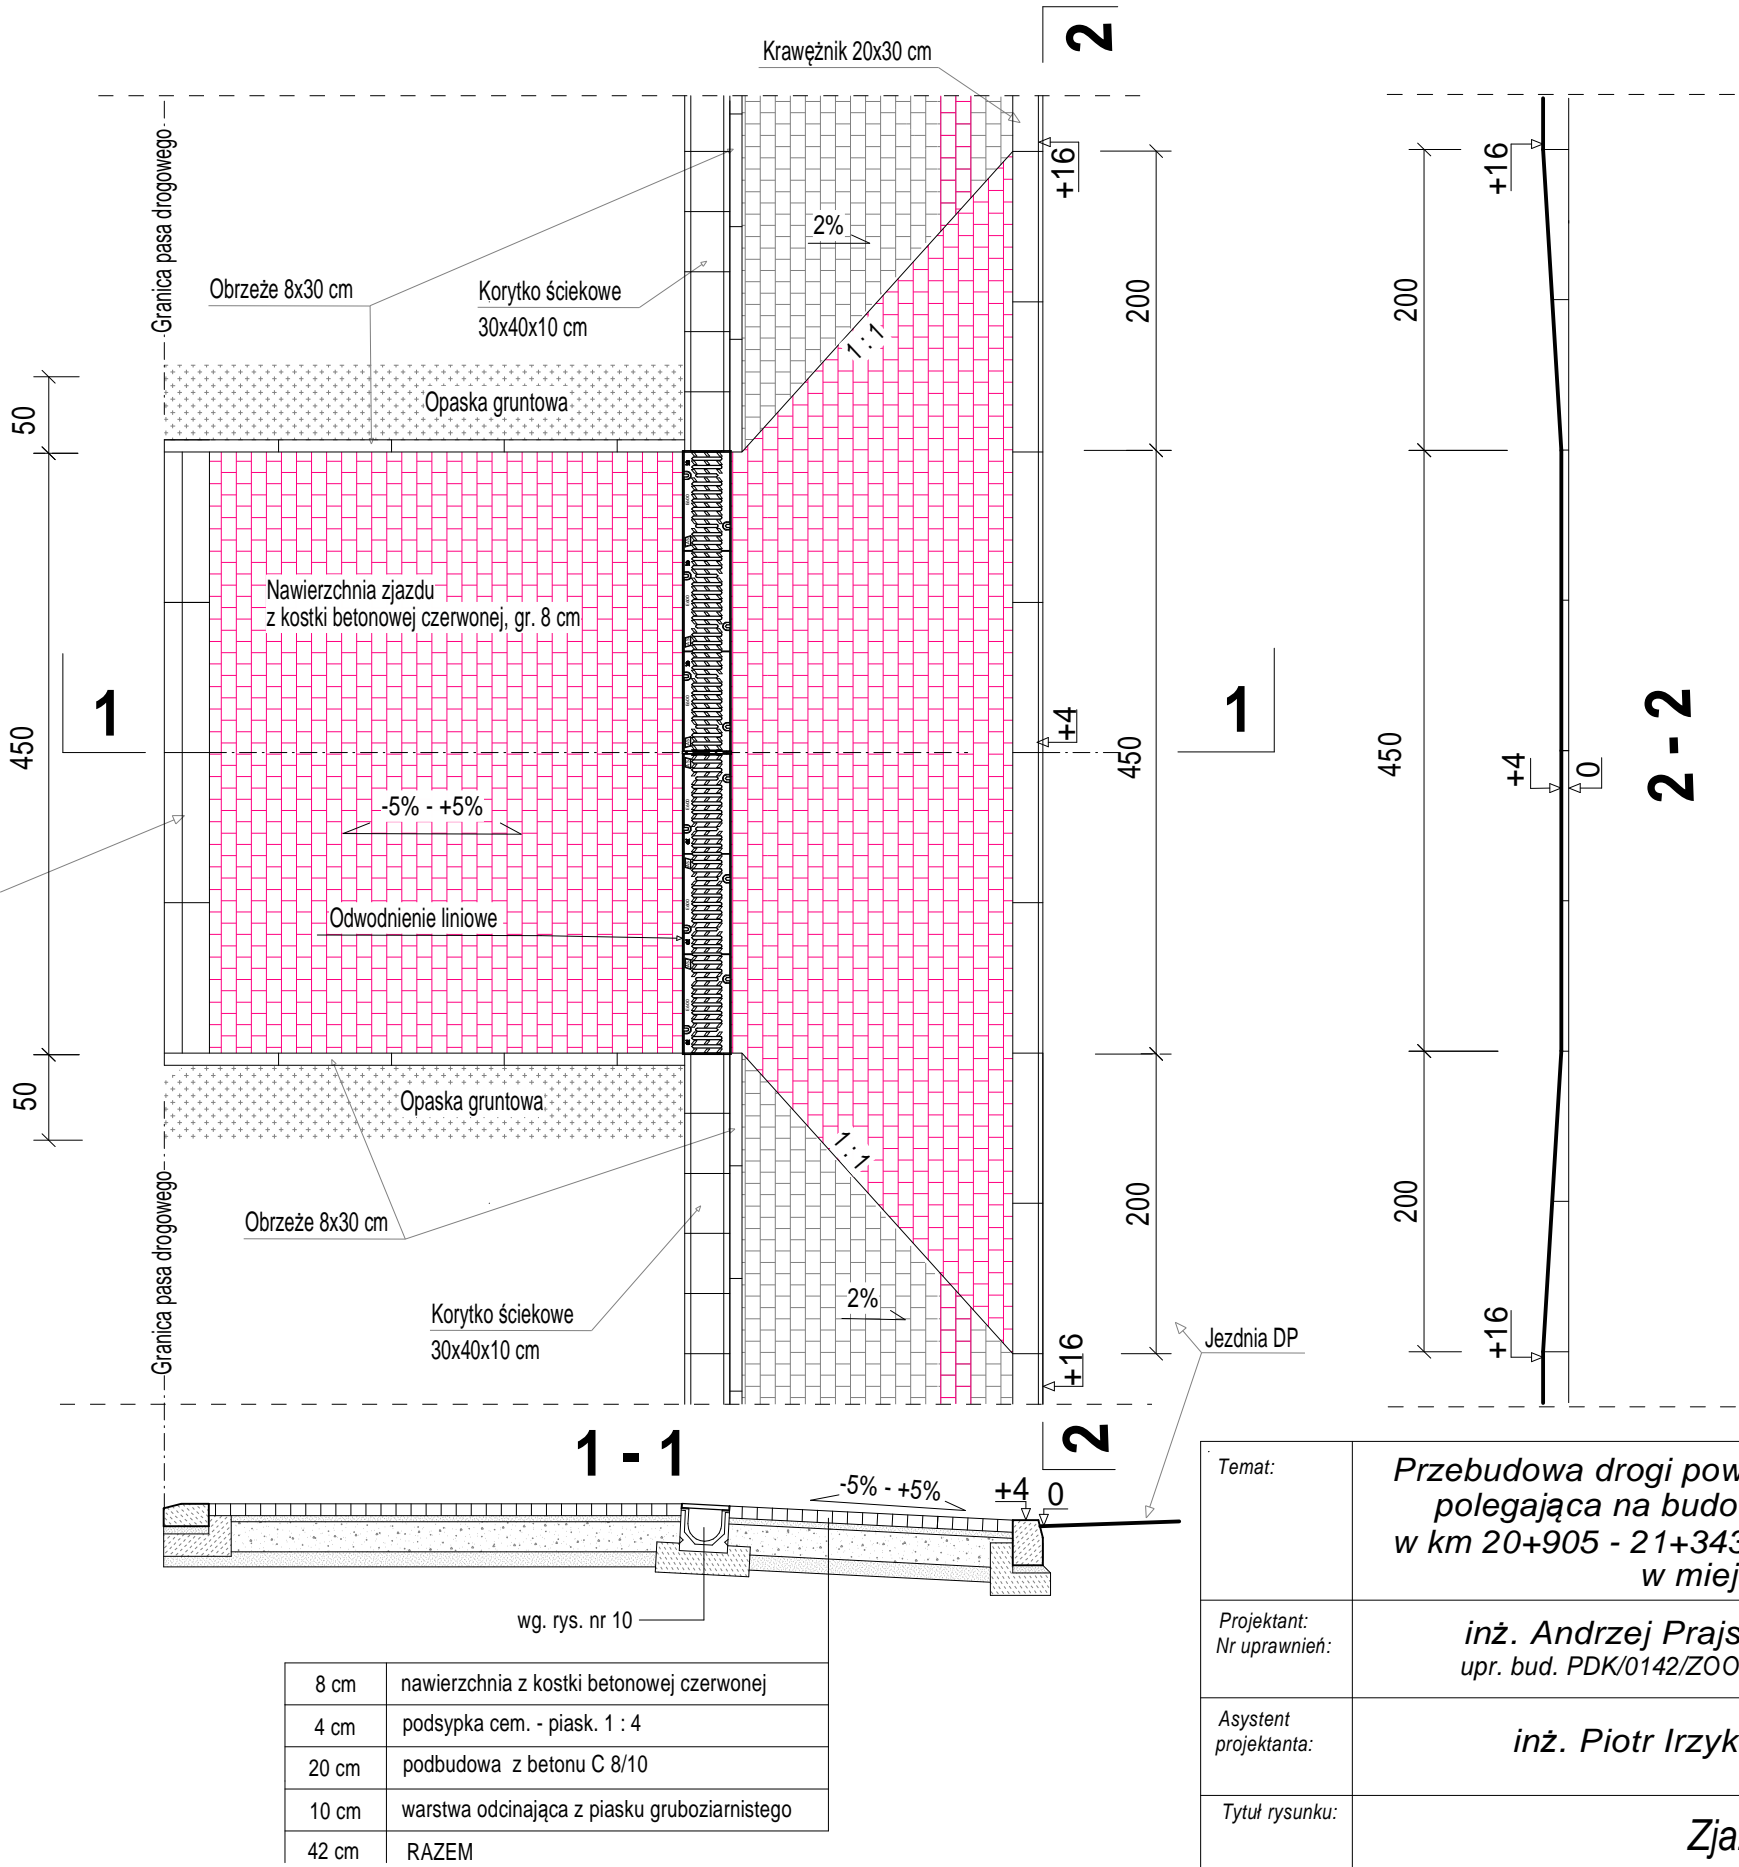 2
Krawężnik 20x30 cm
Granica pasa drogowego
+16
+16
2%
200
200
Obrzeże 8x30 cm
Korytko ściekowe
30x40x10 cm
1:1
50
Opaska gruntowa
Nawierzchnia zjazdu
z kostki betonowej czerwonej, gr. 8 cm
1
1
450
+4
450
450
+4
0
2 - 2
-5% - +5%
Odwodnienie liniowe
50
Opaska gruntowa
1:1
200
200
Granica pasa drogowego
Obrzeże 8x30 cm
Korytko ściekowe
30x40x10 cm
2%
+16
+16
Jezdnia DP
2
1 - 1
-5% - +5%
+4
0
wg. rys. nr 10
8 cm nawierzchnia z kostki betonowej czerwonej
4 cm podsypka cem. - piask. 1 : 4
20 cm podbudowa z betonu C 8/10
10 cm warstwa odcinająca z piasku gruboziarnistego
42 cm RAZEM
Temat:
Przebudowa drogi pow
polegająca na budo
w km 20+905 - 21+343
w miej
Projektant:
Nr uprawnień:
inż. Andrzej Prajs
upr. bud. PDK/0142/ZOO
Asystent
projektanta:
inż. Piotr Irzyk
Tytuł rysunku:
Zja